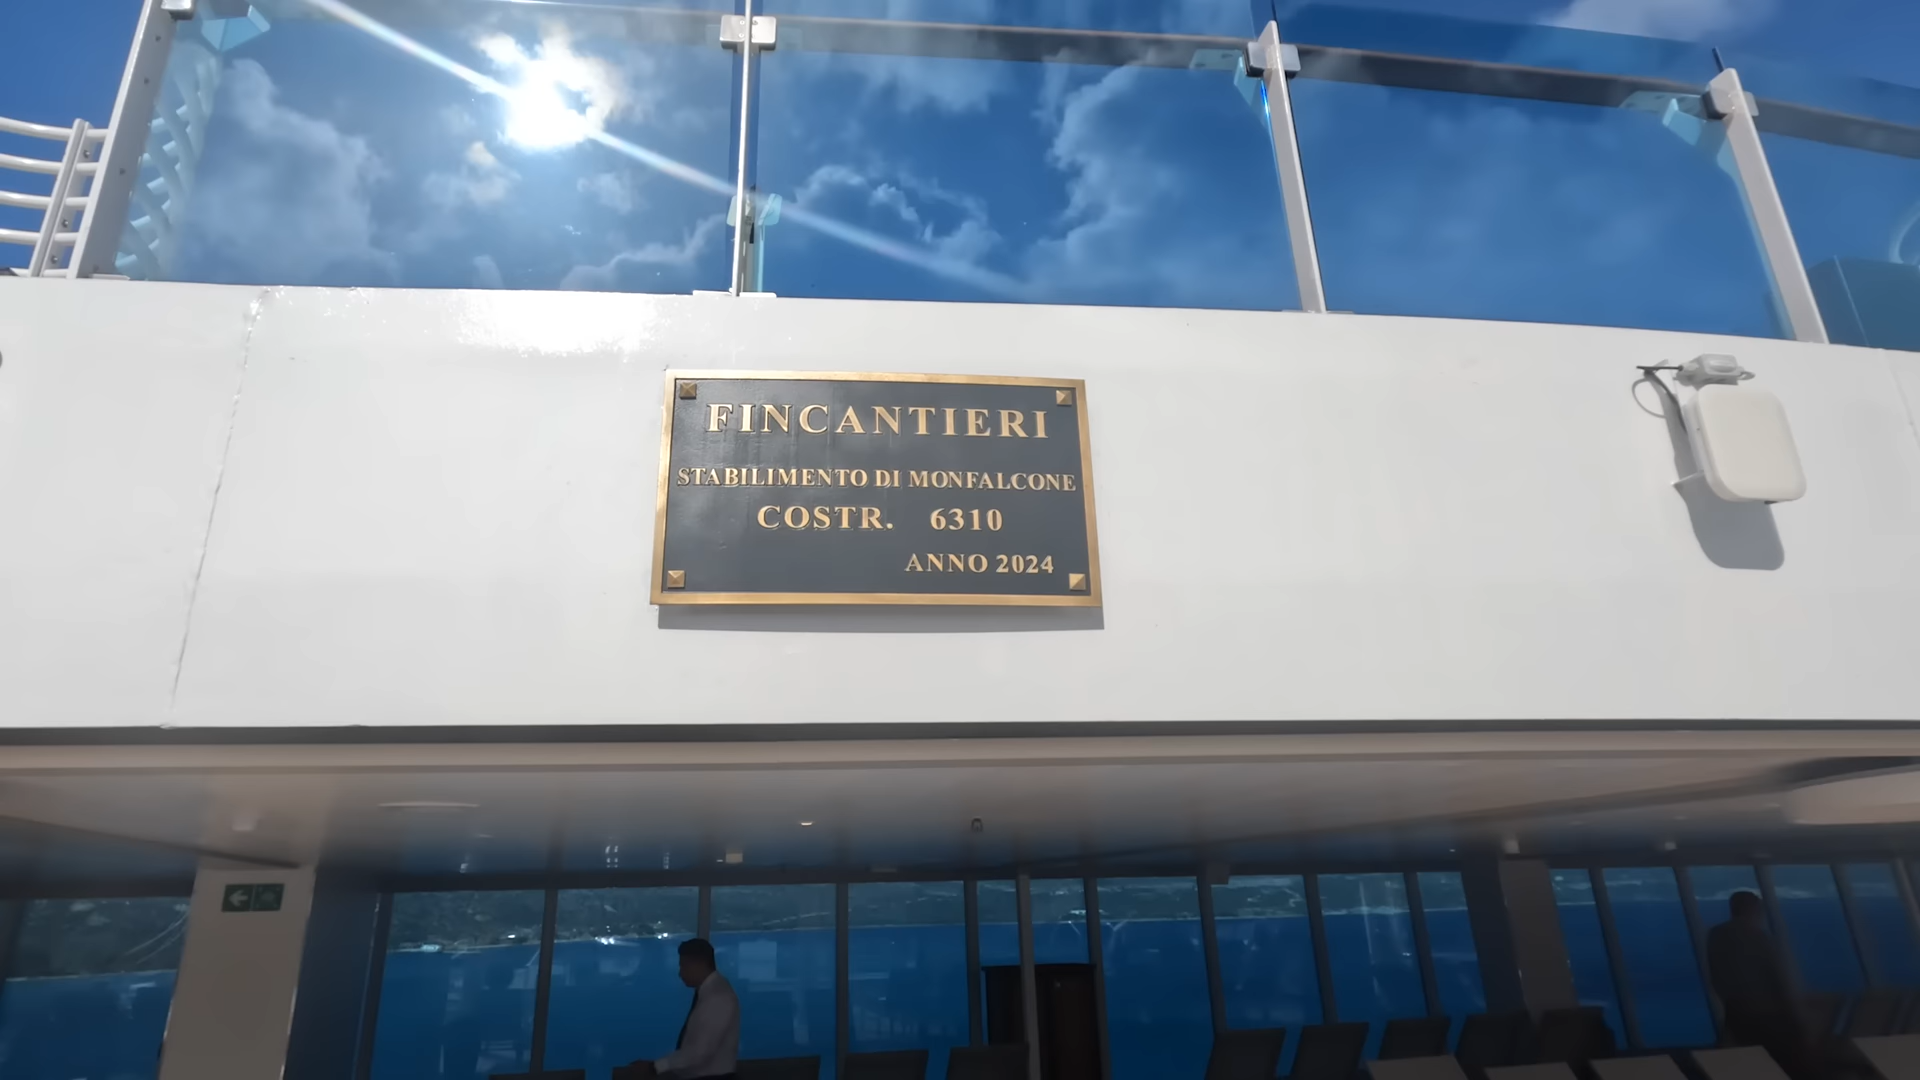 FINCANTIERI
STABILIMENTO DI MONFALCONE
COSTR. 6310
ANNO 2024